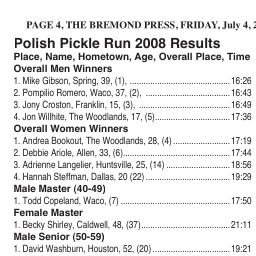 PAGE 4, THE BREMOND PRESS, FRIDAY, July 4,
Polish Pickle Run 2008 Results
Place, Name, Hometown, Age, Overall Place, Time
Overall Men Winners
1. Mike Gibson, Spring, 39, (1), ................................16:26
2. Pompilio Romero, Waco, 37, (2), ..........................16:43
3. Jony Croston, Franklin, 15, (3), ............................16:49
4. Jon Willhite, The Woodlands, 17, (5)......................17:36
Overall Women Winners
1. Andrea Bookout, The Woodlands, 28, (4) ...............17:19
2. Debbie Ariole, Allen, 33, (6)..................................17:44
3. Adrienne Langelier, Huntsville, 25, (14) .................18:56
4. Hannah Steffman, Dallas, 20 (22)..........................19:29
Male Master (40-49)
1. Todd Copeland, Waco, (7) ....................................17:50
Female Master
1. Becky Shirley, Caldwell, 48, (37)............................21:11
Male Senior (50-59)
1. David Washburn, Houston, 52, (20) .......................19:21